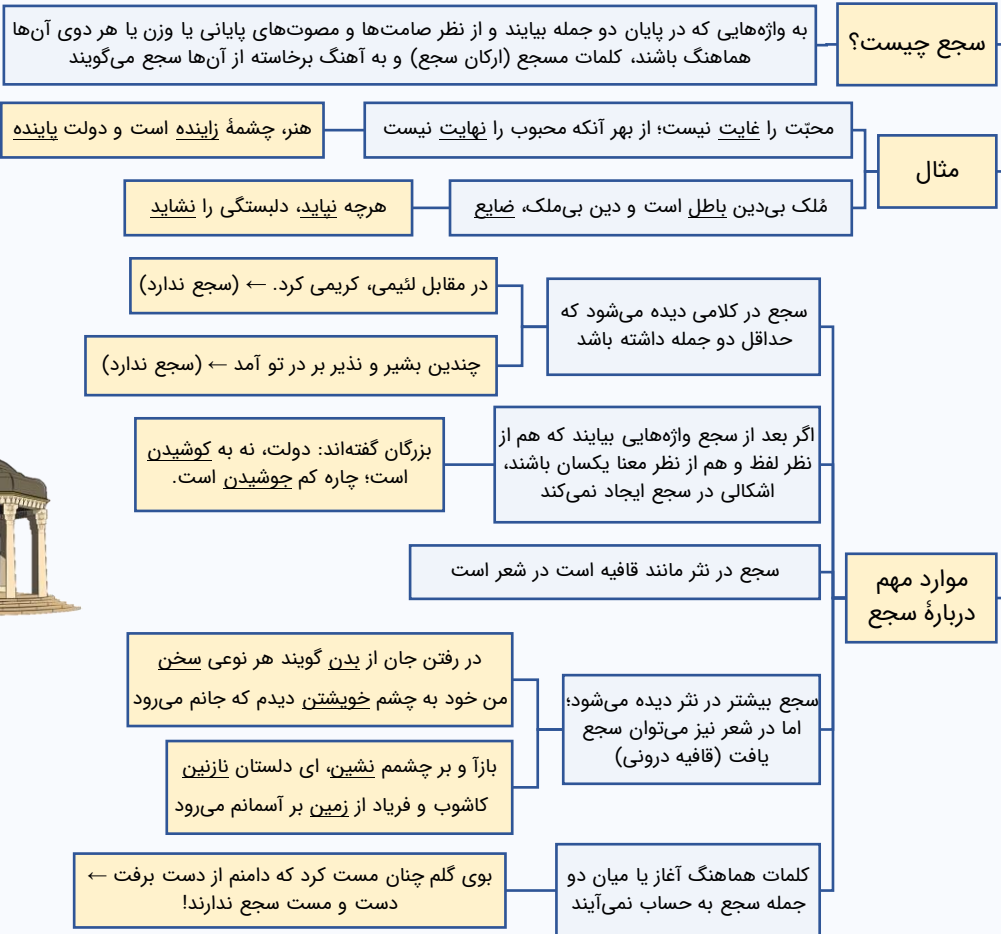 سجع چیست؟
به واژه‌هایی که در پایان دو جمله بیایند و از نظر صامت‌ها و مصوت‌های پایانی یا وزن یا هر دوی آن‌ها
هماهنگ باشند، کلمات مسجع (ارکان سجع) و به آهنگ برخاسته از آن‌ها سجع می‌گویند
مثال
محبّت را غایت نیست؛ از بهر آنکه محبوب را نهایت نیست
هنر، چشمهٔ زاینده است و دولت پاینده
مُلک بی‌دین باطل است و دین بی‌ملک، ضایع
هرچه نپاید، دلبستگی را نشاید
موارد مهم
دربارهٔ سجع
سجع در کلامی دیده می‌شود که
حداقل دو جمله داشته باشد
در مقابل لئیمی، کریمی کرد. ← (سجع ندارد)
چندین بشیر و نذیر بر در تو آمد ← (سجع ندارد)
اگر بعد از سجع واژه‌هایی بیایند که هم از
نظر لفظ و هم از نظر معنا یکسان باشند،
اشکالی در سجع ایجاد نمی‌کند
بزرگان گفته‌اند: دولت، نه به کوشیدن
است؛ چاره کم جوشیدن است.
سجع در نثر مانند قافیه است در شعر است
سجع بیشتر در نثر دیده می‌شود؛
اما در شعر نیز می‌توان سجع
یافت (قافیه درونی)
در رفتن جان از بدن گویند هر نوعی سخن
من خود به چشم خویشتن دیدم که جانم می‌رود
بازآ و بر چشمم نشین، ای دلستان نازنین
کاشوب و فریاد از زمین بر آسمانم می‌رود
کلمات هماهنگ آغاز یا میان دو
جمله سجع به حساب نمی‌آیند
بوی گلم چنان مست کرد که دامنم از دست برفت ←
دست و مست سجع ندارند!